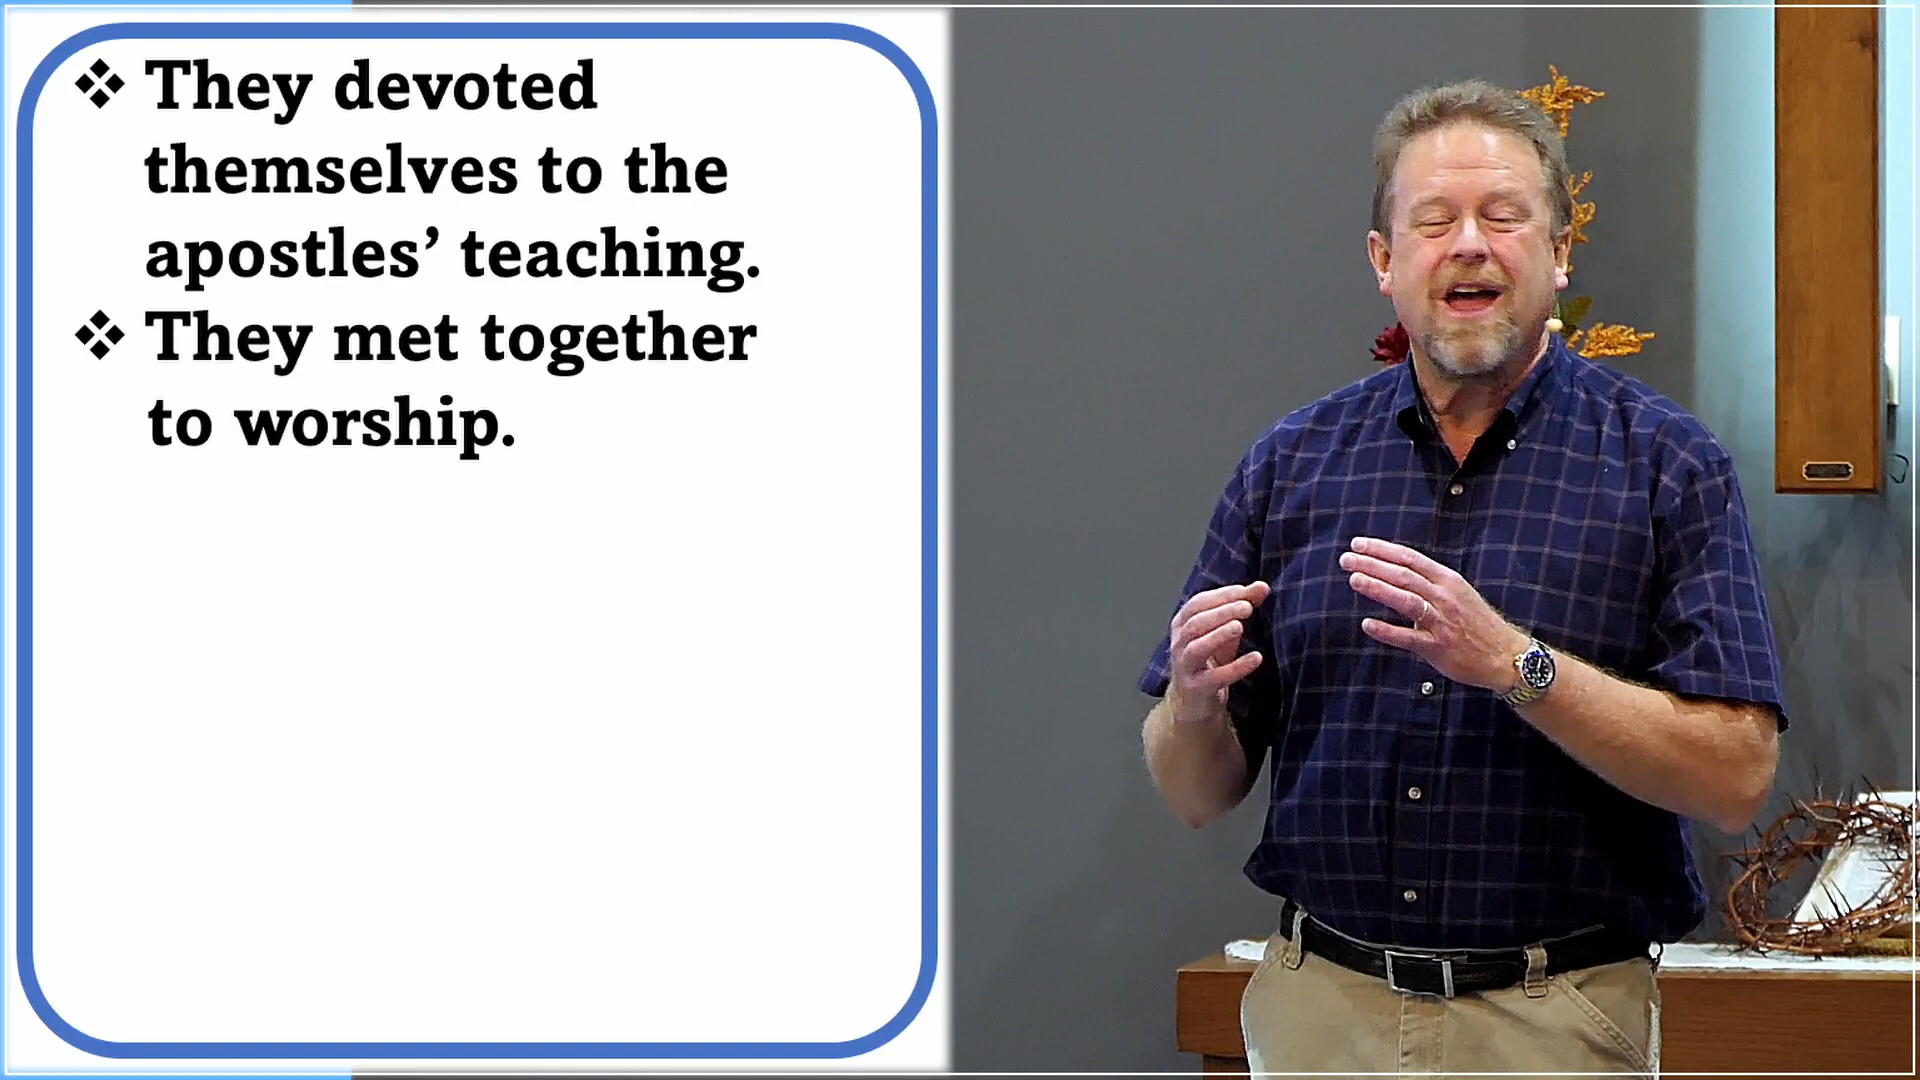 ❖ They devoted
themselves to the
apostles’ teaching.
❖ They met together
to worship.